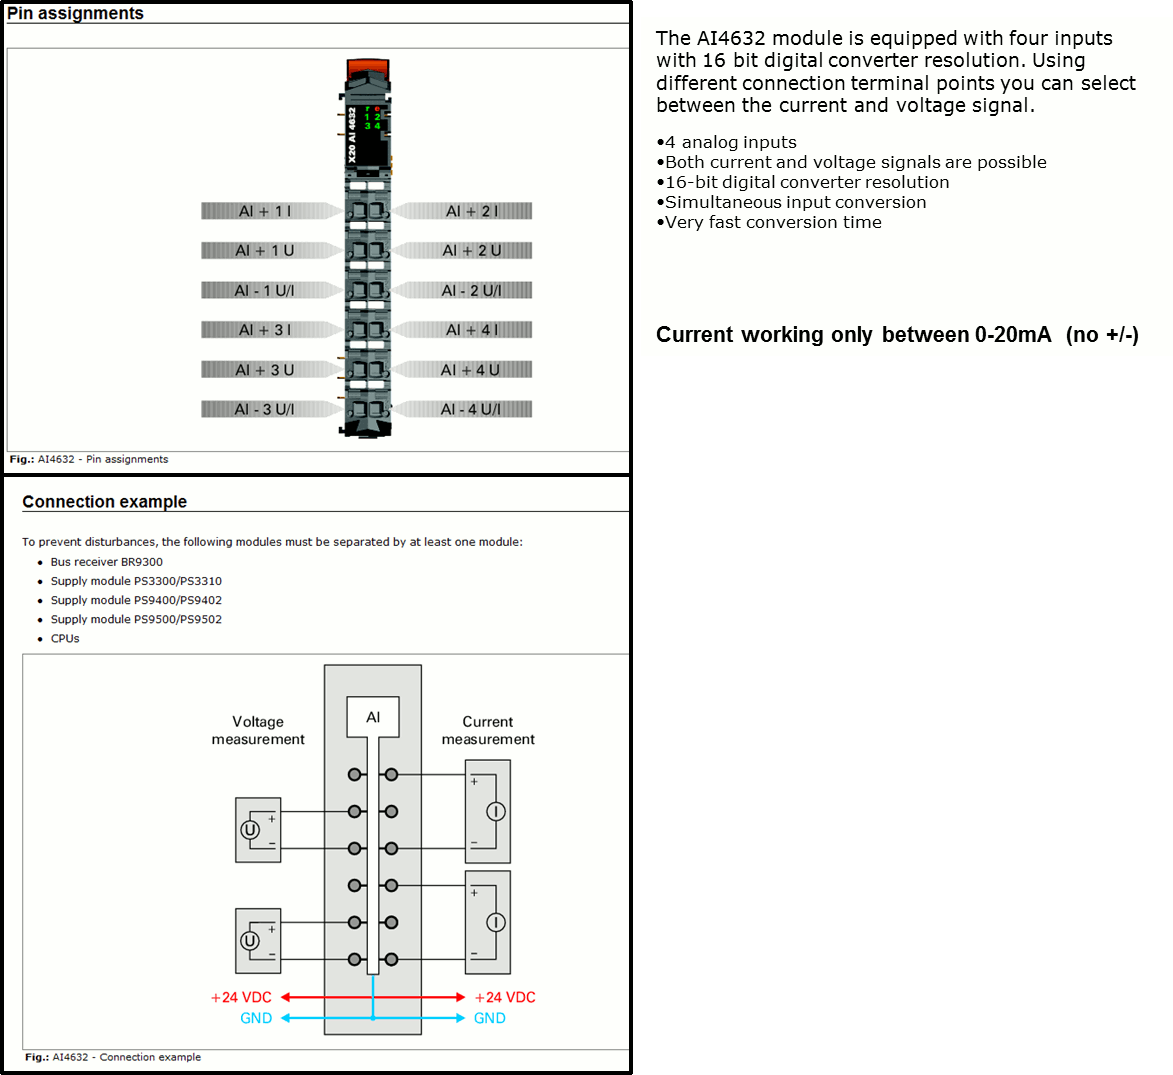 Pin assignments
X20 AI 4632
r e
1 2
3 4
AI + 1 I
AI + 2 I
AI + 1 U
AI + 2 U
AI - 1 U/I
AI - 2 U/I
AI + 3 I
AI + 4 I
AI + 3 U
AI + 4 U
AI - 3 U/I
AI - 4 U/I
Fig.: AI4632 - Pin assignments
The AI4632 module is equipped with four inputs
with 16 bit digital converter resolution. Using
different connection terminal points you can select
between the current and voltage signal.
•4 analog inputs
•Both current and voltage signals are possible
•16-bit digital converter resolution
•Simultaneous input conversion
•Very fast conversion time
Current working only between 0-20mA (no +/-)
Connection example
To prevent disturbances, the following modules must be separated by at least one module:
• Bus receiver BR9300
• Supply module PS3300/PS3310
• Supply module PS9400/PS9402
• Supply module PS9500/PS9502
• CPUs
AI
Voltage
measurement
Current
measurement
+
I
−
U
+
−
+
I
−
U
+
−
+24 VDC
+24 VDC
GND
GND
Fig.: AI4632 - Connection example